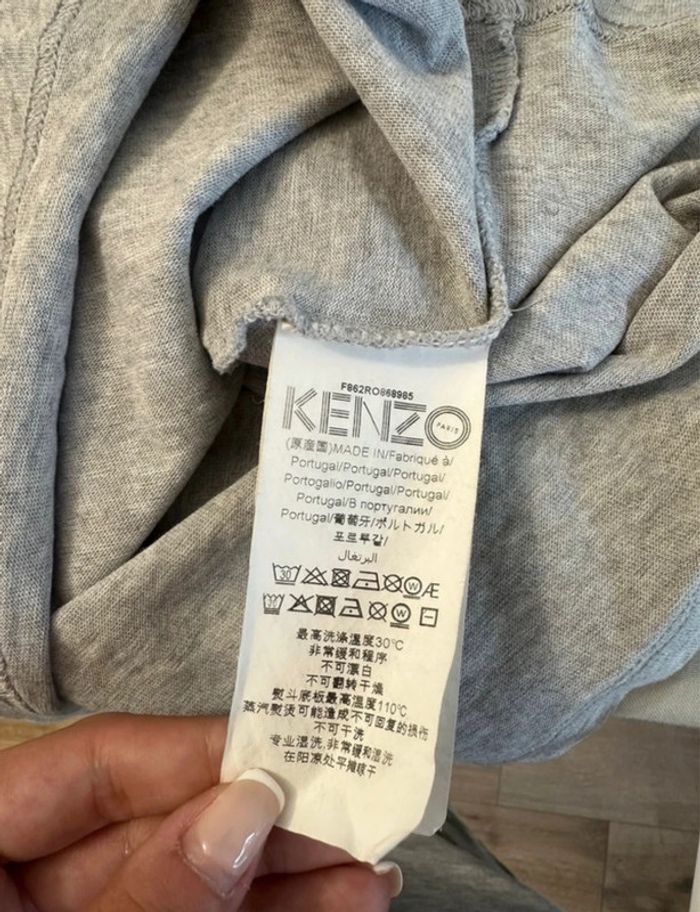 F862RO868985
KENZO PARIS
(原産国)MADE IN/Fabriqué à/
Portugal/Portugal/Portugal/
Portogallo/Portugal/Portugal/
Portugal/В португалии/
Portugal/葡萄牙/ポルトガル/
포르투갈/
البرتغال
30 W Æ
W
最高洗涤温度30℃
非常缓和程序
不可漂白
不可翻转干燥
熨斗底板最高温度110℃
蒸汽熨烫可能造成不可回复的损伤
不可干洗
专业湿洗,非常缓和湿洗
在阴凉处平摊晾干